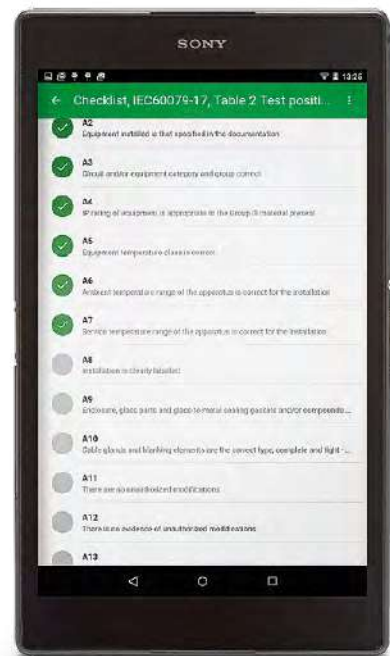 SONY
13:25
Checklist, IEC60079-17, Table 2 Test positi...
A2
Equipment installed is that specified in the documentation
A3
Circuit and/or equipment category and group correct
A4
IP rating of equipment is appropriate to the Group III material present
A5
Equipment temperature class is correct
A6
Ambient temperature range of the apparatus is correct for the installation
A7
Service temperature range of the apparatus is correct for the installation
A8
Installation is clearly labelled
A9
Enclosure, glass parts and glass to metal sealing gaskets and/or compounds ...
A10
Cable glands and blanking elements are the correct type, complete and tight - ...
A11
There are no unauthorized modifications
A12
There is no evidence of unauthorized modifications
A13